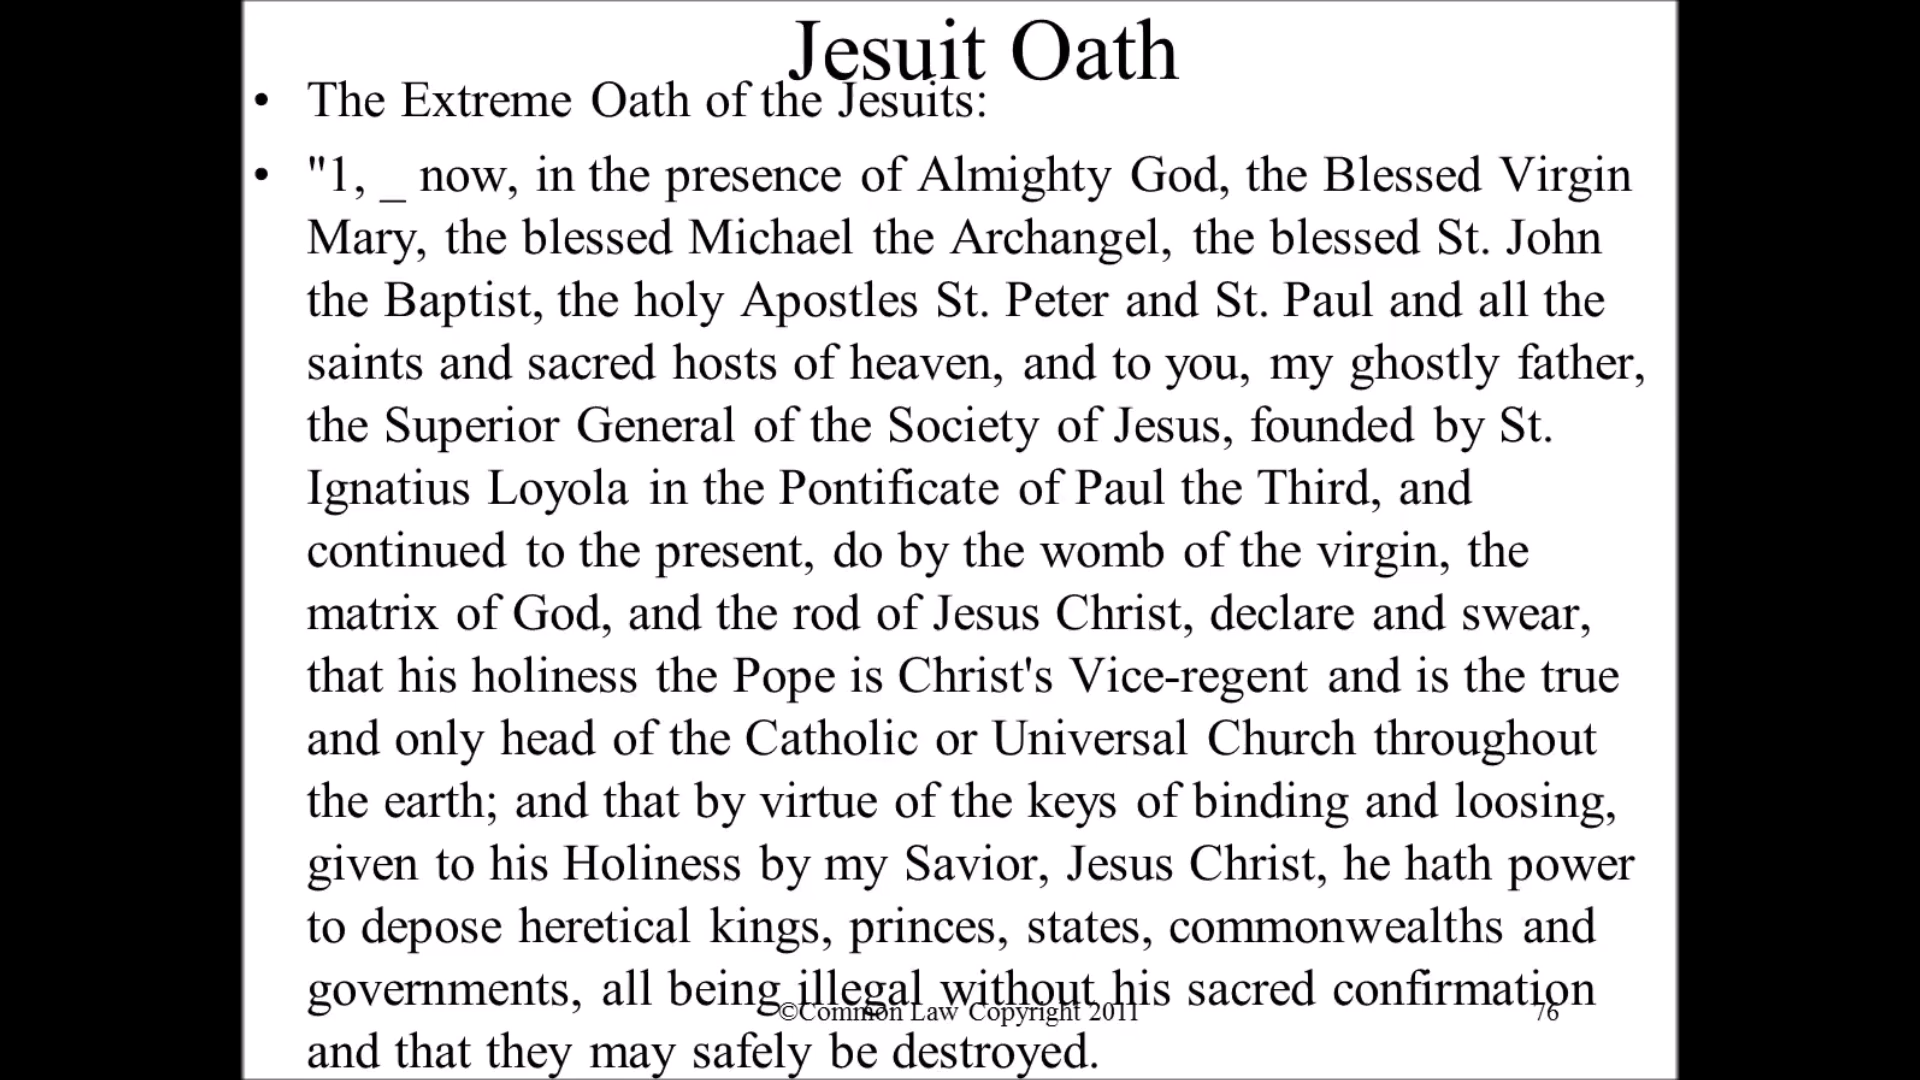 Jesuit Oath
• The Extreme Oath of the Jesuits:
• "1, _ now, in the presence of Almighty God, the Blessed Virgin
Mary, the blessed Michael the Archangel, the blessed St. John
the Baptist, the holy Apostles St. Peter and St. Paul and all the
saints and sacred hosts of heaven, and to you, my ghostly father,
the Superior General of the Society of Jesus, founded by St.
Ignatius Loyola in the Pontificate of Paul the Third, and
continued to the present, do by the womb of the virgin, the
matrix of God, and the rod of Jesus Christ, declare and swear,
that his holiness the Pope is Christ's Vice-regent and is the true
and only head of the Catholic or Universal Church throughout
the earth; and that by virtue of the keys of binding and loosing,
given to his Holiness by my Savior, Jesus Christ, he hath power
to depose heretical kings, princes, states, commonwealths and
governments, all being illegal without his sacred confirmation
©Common Law Copyright 2011 76
and that they may safely be destroyed.